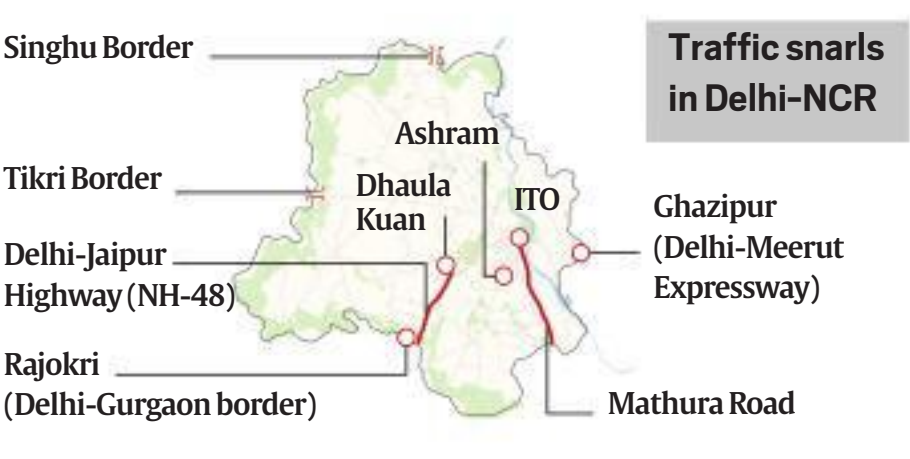 Traffic snarls
in Delhi-NCR
Singhu Border
Ashram
Tikri Border
Dhaula
Kuan
ITO
Ghazipur
(Delhi-Meerut
Expressway)
Delhi-Jaipur
Highway (NH-48)
Rajokri
(Delhi-Gurgaon border)
Mathura Road